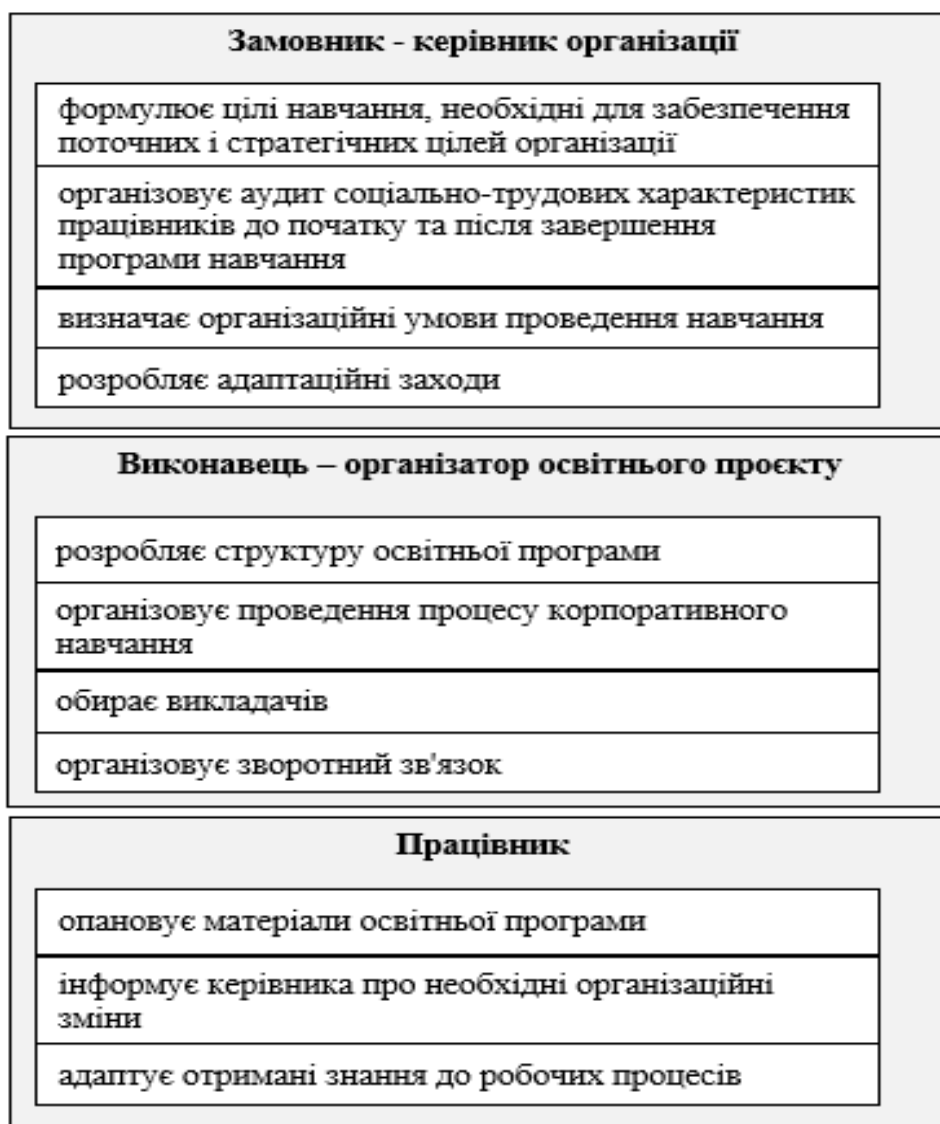 Замовник - керівник організації
формулює цілі навчання, необхідні для забезпечення
поточних і стратегічних цілей організації
організовує аудит соціально-трудових характеристик
працівників до початку та після завершення
програми навчання
визначає організаційні умови проведення навчання
розробляє адаптаційні заходи
Виконавець – організатор освітнього проєкту
розробляє структуру освітньої програми
організовує проведення процесу корпоративного
навчання
обирає викладачів
організовує зворотний зв'язок
Працівник
опановує матеріали освітньої програми
інформує керівника про необхідні організаційні
зміни
адаптує отримані знання до робочих процесів